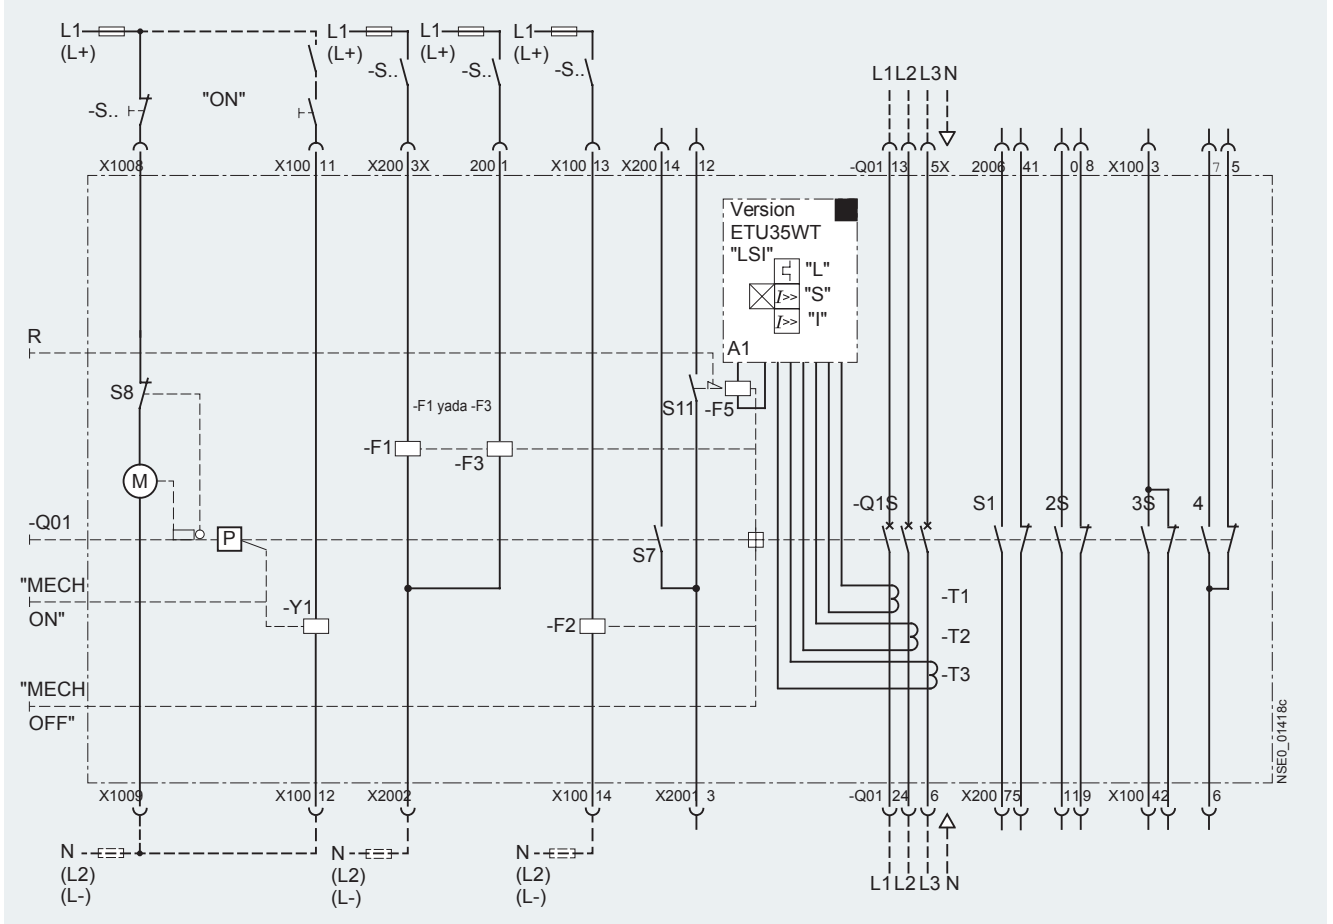 L1 L1 L1 L1
(L+) (L+) (L+) (L+)
-S.. -S.. -S..
L1 L2 L3 N
-S.. "ON"
X1008 X100 11 X200 3X 200 1 X100 13 X200 14 12 -Q01 13 5X 2006 41 0 8 X100 3 7 5
Version
ETU35WT
"LSI"
"L"
I>> "S"
I>> "I"
A1
R
S8
-F1 yada -F3
S11 -F5
-F1
-F3
M
-Q1S S1 2S 3S 4
-Q01
P
S7
"MECH
ON"
-Y1
-F2
-T1
-T2
-T3
"MECH
OFF"
NSE0_01418c
X1009 X100 12 X2002 X100 14 X2001 3 -Q01 24 6 X200 75 119 X100 42 6
N N N
(L2) (L2) (L2)
(L-) (L-) (L-)
L1 L2 L3 N